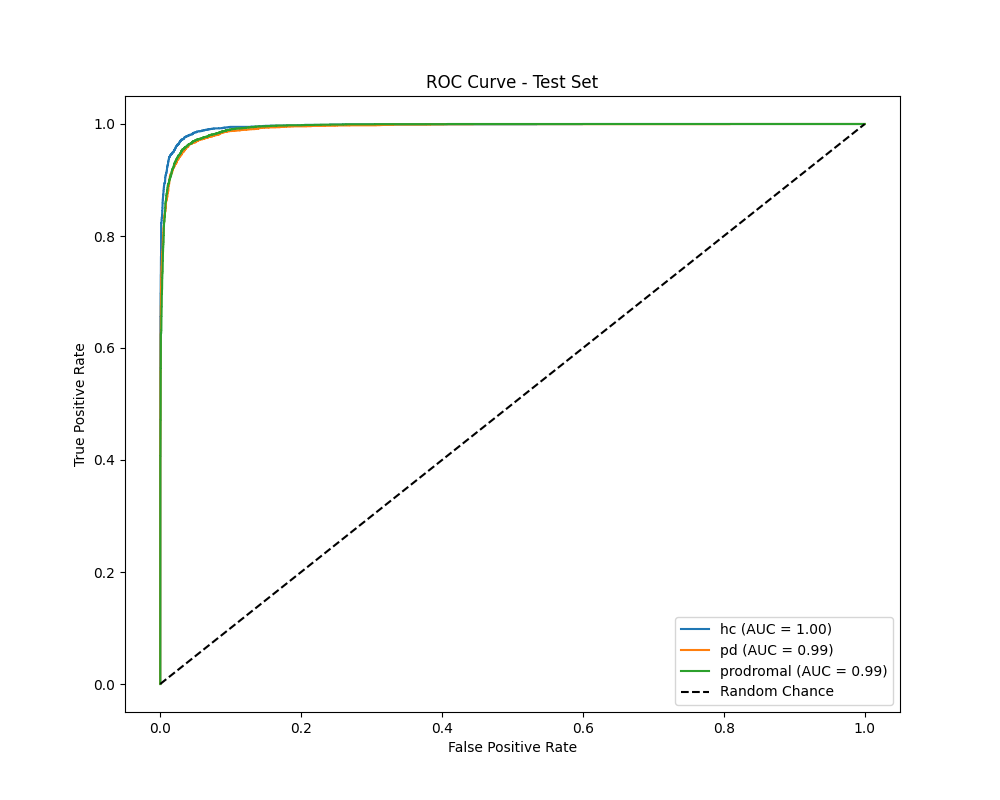 ROC Curve - Test Set
1.0
0.8
0.6
0.4
0.2
0.0
True Positive Rate
0.0 0.2 0.4 0.6 0.8 1.0
False Positive Rate
hc (AUC = 1.00)
pd (AUC = 0.99)
prodromal (AUC = 0.99)
Random Chance